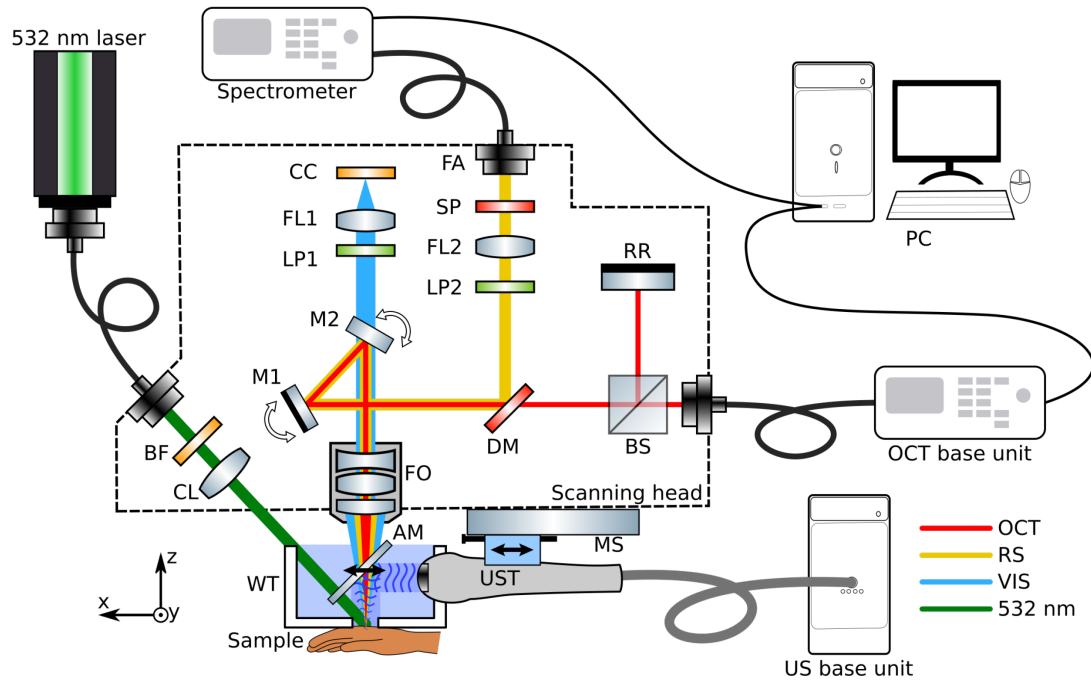 532 nm laser
Spectrometer
CC
FA
FL1
SP
LP1
FL2
RR
PC
LP2
M2
M1
BF
DM
BS
OCT base unit
CL
FO
Scanning head
AM
MS
OCT
RS
VIS
532 nm
z
x
y
WT
UST
Sample
US base unit